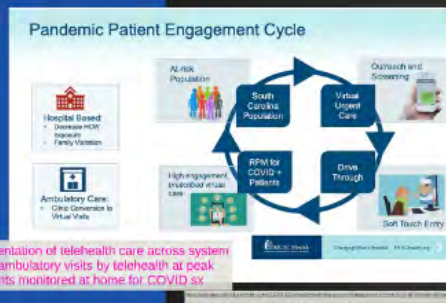 Pandemic Patient Engagement Cycle
At-risk
Population
Outreach and
Screening
South
Carolina
Population
Virtual
Urgent
Care
Hospital Based:
• Decrease HCW
exposure
• Family Visitation
RPM for
COVID +
Patients
Drive
Through
High engagement,
prescribed virtual
care
Ambulatory Care:
• Clinic Conversion to
Virtual Visits
Soft Touch Entry
MUSC Health
entation of telehealth care across system
ambulatory visits by telehealth at peak
nts monitored at home for COVID sx